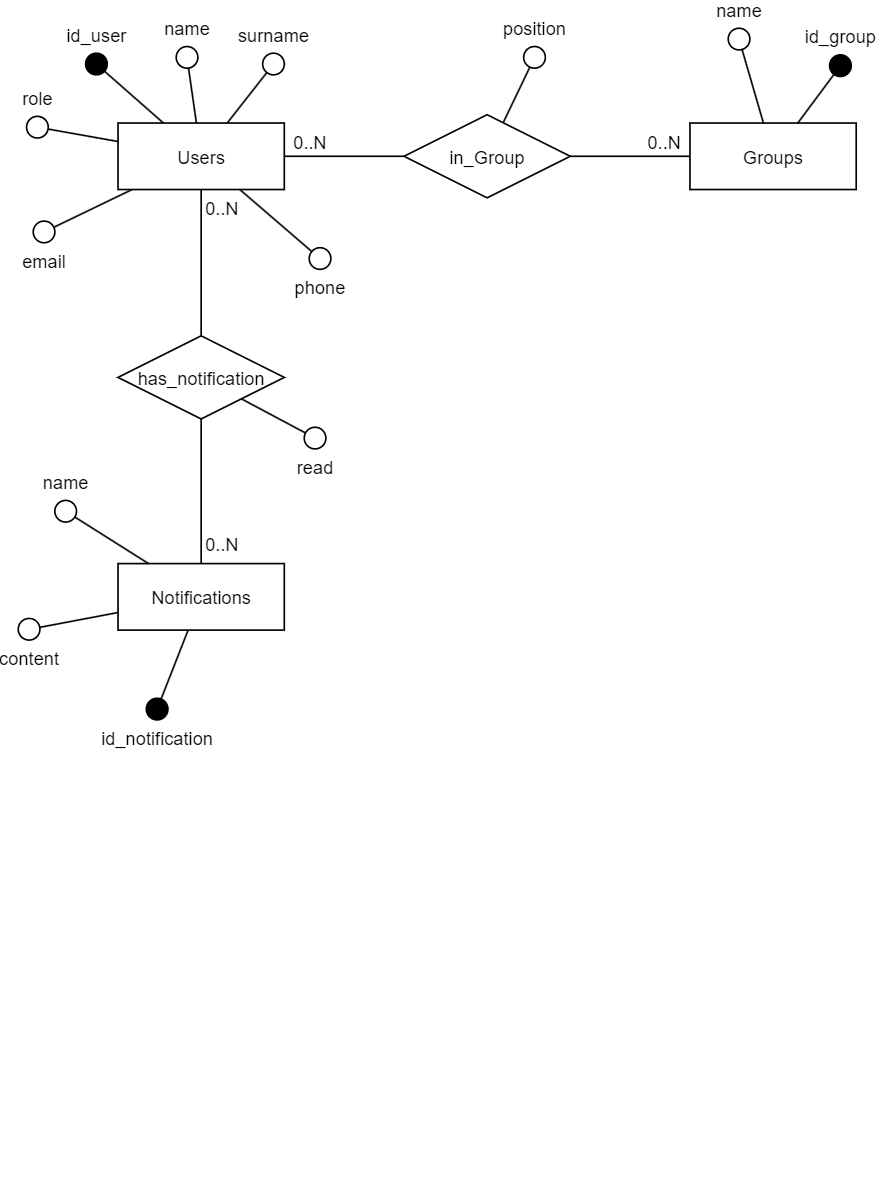 name
id_user
name
surname
position
id_group
role
Users
0..N
in_Group
0..N
Groups
0..N
email
phone
has_notification
read
name
0..N
Notifications
content
id_notification